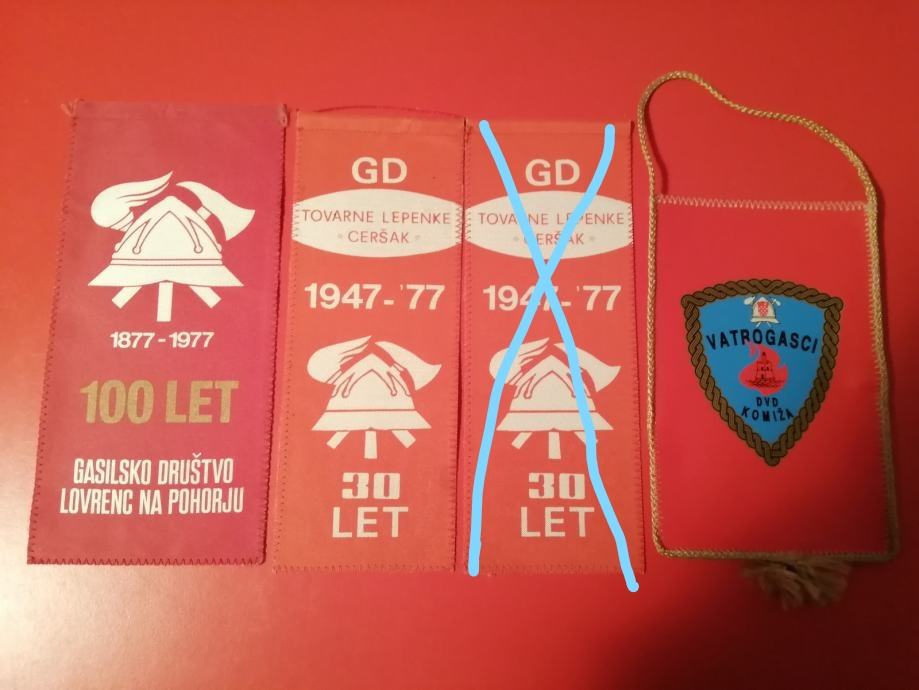 1877-1977
100 LET
GASILSKO DRUŠTVO
LOVRENC NA POHORJU
GD
TOVARNE LEPENKE
CERŠAK
1947-'77
30
LET
GD
TOVARNE LEPENKE
CERŠAK
1947-'77
30
LET
VATROGASCI
DVD
KOMIŽA